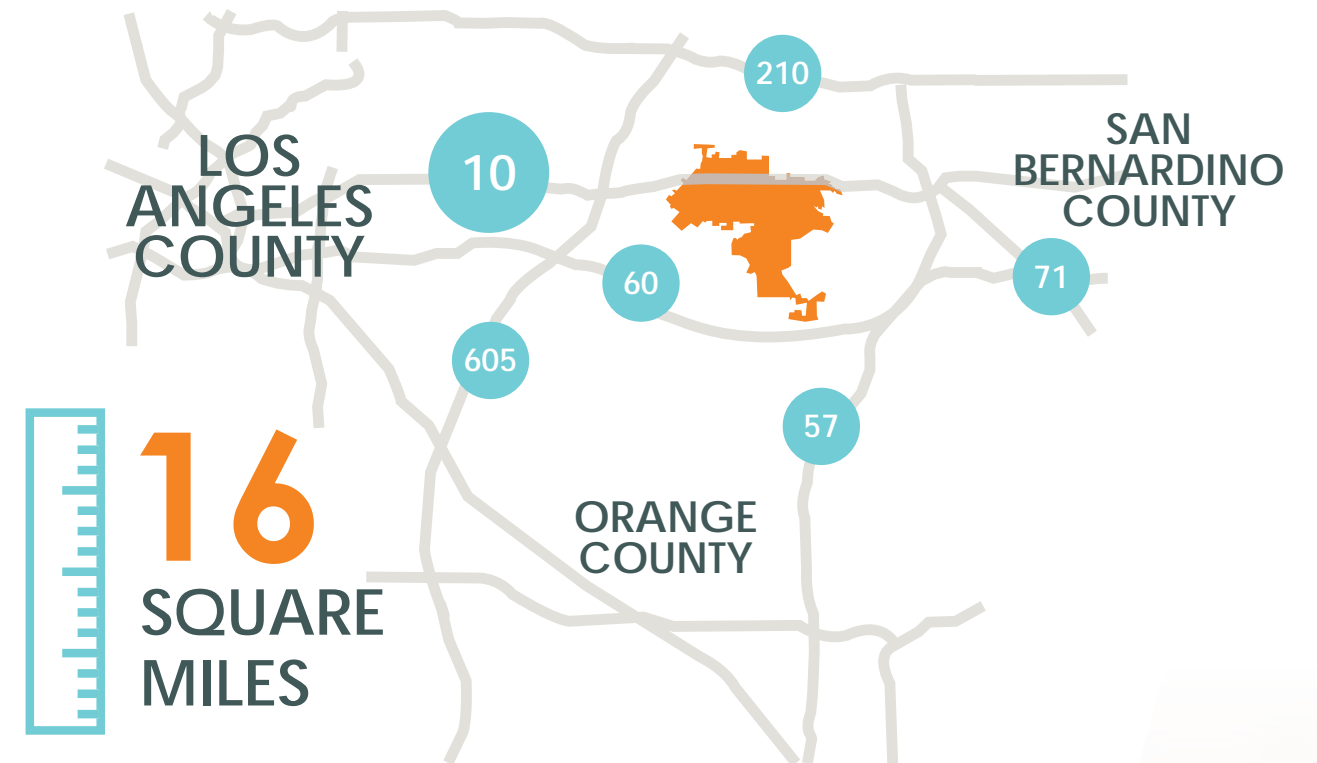 210
LOS
ANGELES
COUNTY
10
SAN
BERNARDINO
COUNTY
60
71
605
57
16
SQUARE
MILES
ORANGE
COUNTY